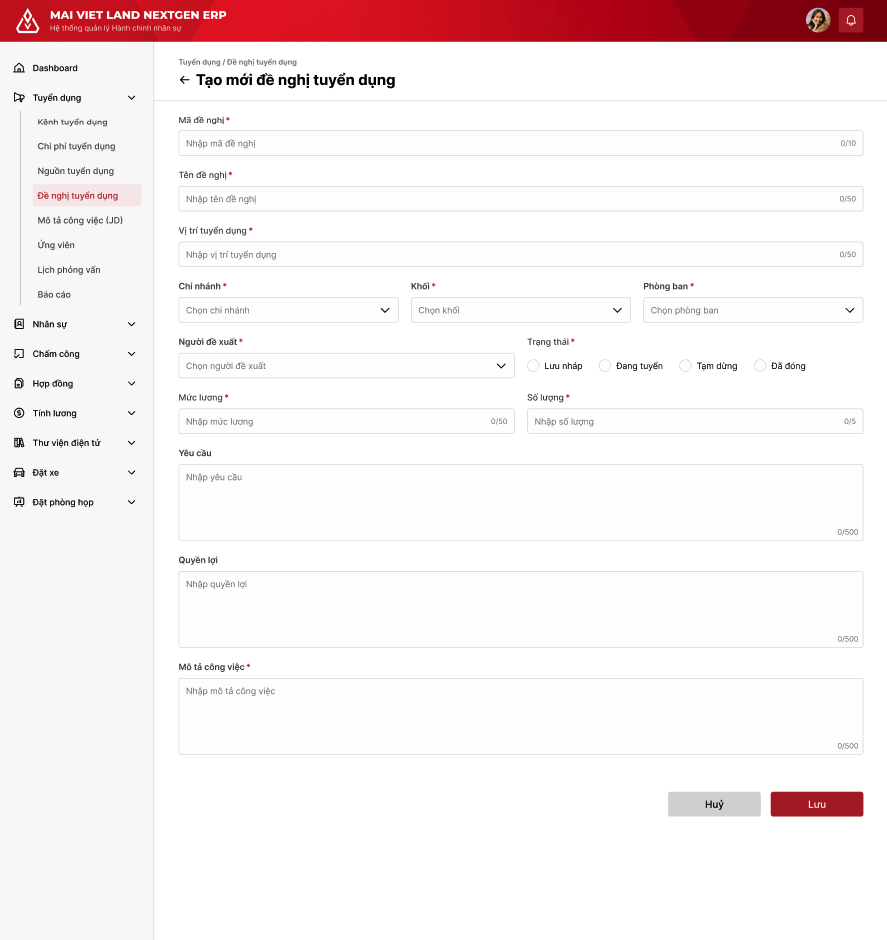 MAI VIET LAND NEXTGEN ERP
Hệ thống quản lý Hành chính nhân sự
Dashboard
Tuyển dụng
Kênh tuyển dụng
Chi phí tuyển dụng
Nguồn tuyển dụng
Đề nghị tuyển dụng
Mô tả công việc (JD)
Ứng viên
Lịch phỏng vấn
Báo cáo
Nhân sự
Chấm công
Hợp đồng
Tính lương
Thư viện điện tử
Đặt xe
Đặt phòng họp
Tuyển dụng / Đề nghị tuyển dụng
Tạo mới đề nghị tuyển dụng
Mã đề nghị *
Nhập mã đề nghị 0/10
Tên đề nghị *
Nhập tên đề nghị 0/50
Vị trí tuyển dụng *
Nhập vị trí tuyển dụng 0/50
Chi nhánh * Khối * Phòng ban *
Chọn chi nhánh Chọn khối Chọn phòng ban
Người đề xuất * Trạng thái *
Chọn người đề xuất Lưu nháp Đang tuyển Tạm dừng Đã đóng
Mức lương * Số lượng *
Nhập mức lương 0/50 Nhập số lượng 0/5
Yêu cầu
Nhập yêu cầu
0/500
Quyền lợi
Nhập quyền lợi
0/500
Mô tả công việc *
Nhập mô tả công việc
0/500
Huỷ Lưu